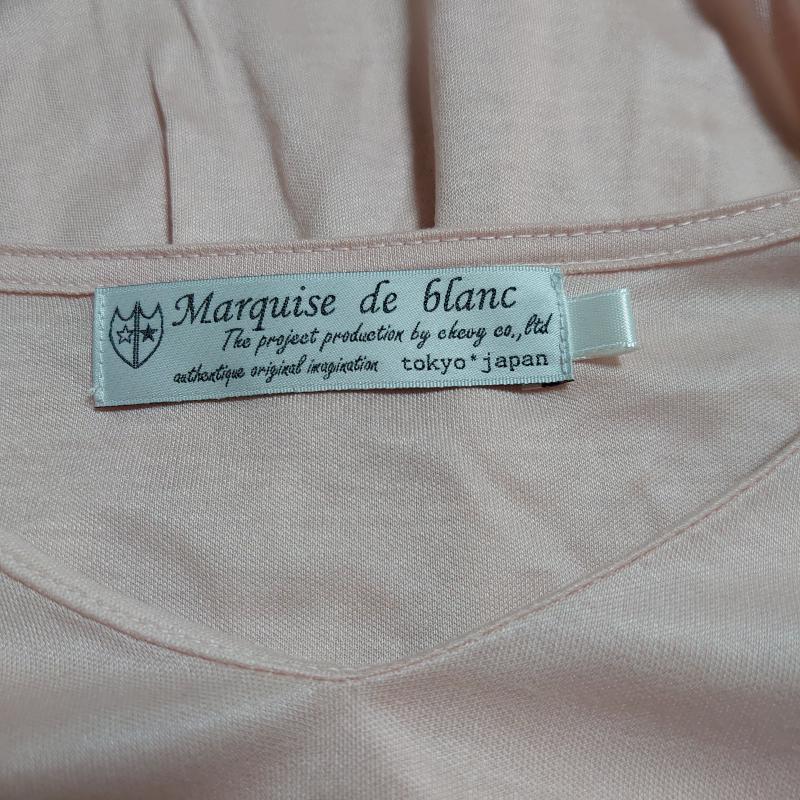 Marquise de blanc
The project production by chevy co.,ltd
authentique original imagination tokyo*japan